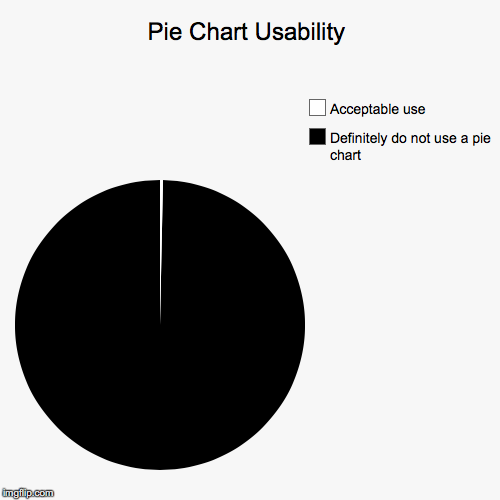 Pie Chart Usability
Acceptable use
Definitely do not use a pie
chart
imgflip.com